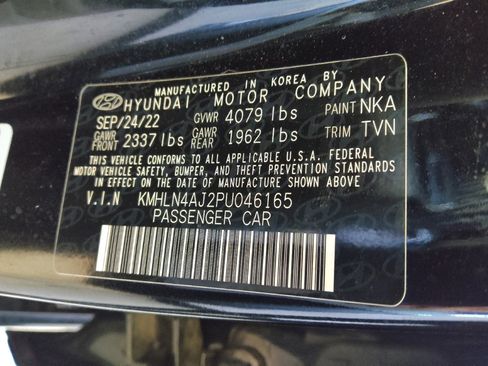 MANUFACTURED IN KOREA BY
HYUNDAI MOTOR COMPANY
SEP/24/22 GVWR 4079 lbs PAINT NKA
GAWR FRONT 2337 lbs GAWR REAR 1962 lbs TRIM TVN
THIS VEHICLE CONFORMS TO ALL APPLICABLE U.S.A. FEDERAL
MOTOR VEHICLE SAFETY, BUMPER, AND THEFT PREVENTION STANDARDS
IN EFFECT ON THE DATE OF MANUFACTURE SHOWN ABOVE
V.I.N KMHLN4AJ2PU046165
PASSENGER CAR